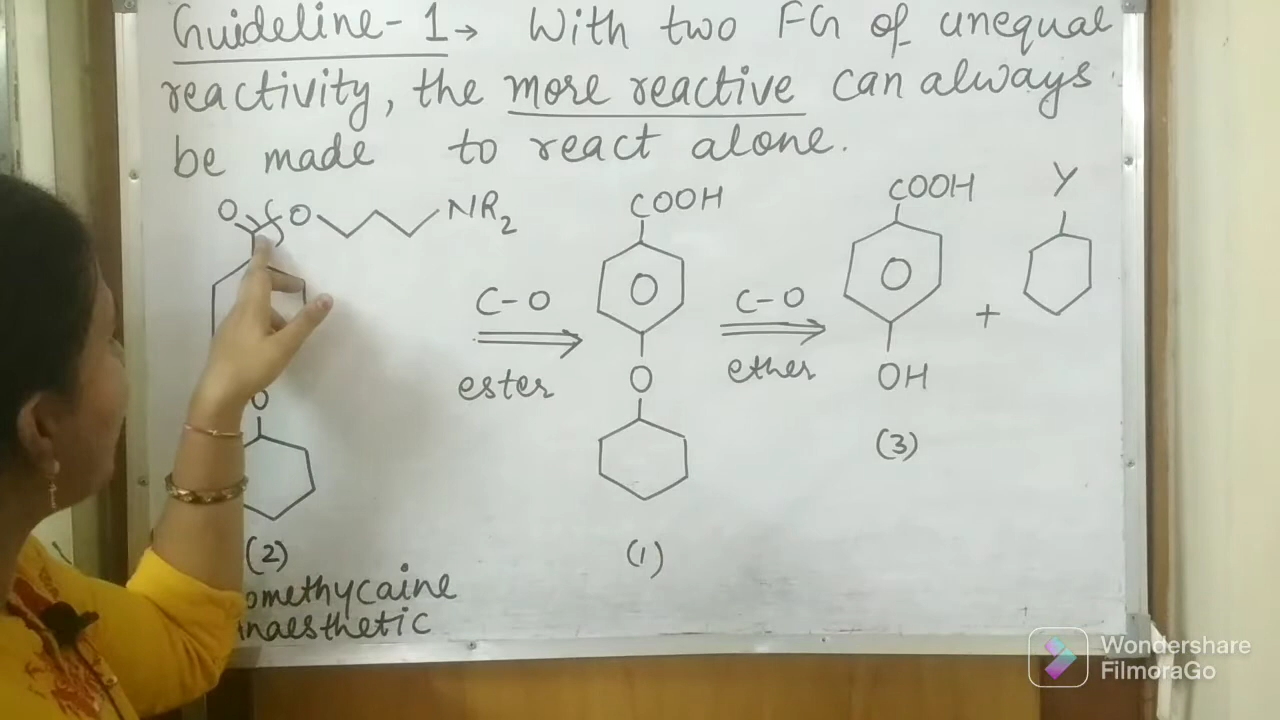 Guideline-1→ With two FG of unequal
reactivity, the more reactive can always
be made to react alone.
O O NR2
COOH
COOH
Y
C-O
ester
C-O
ether
O
O
O
+
OH
O
(3)
(2)
(1)
omethycaine
anaesthetic
Wondershare
FilmoraGo